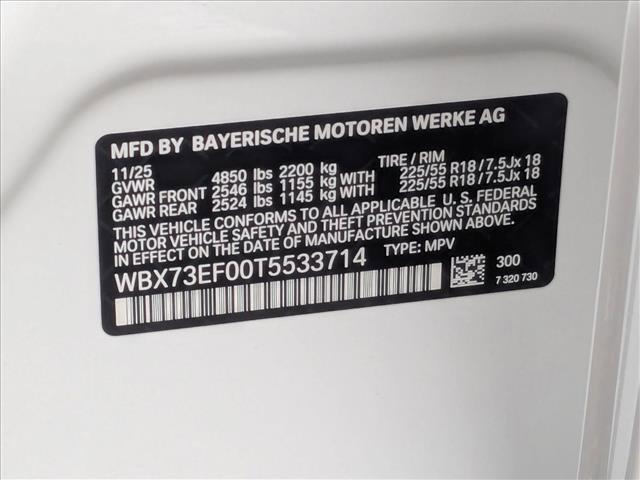 MFD BY BAYERISCHE MOTOREN WERKE AG
11/25 TIRE / RIM
GVWR 4850 lbs 2200 kg
GAWR FRONT 2546 lbs 1155 kg WITH 225/55 R18 / 7.5Jx 18
GAWR REAR 2524 lbs 1145 kg WITH 225/55 R18 / 7.5Jx 18
THIS VEHICLE CONFORMS TO ALL APPLICABLE U. S. FEDERAL
MOTOR VEHICLE SAFETY AND THEFT PREVENTION STANDARDS
IN EFFECT ON THE DATE OF MANUFACTURE SHOWN ABOVE.
WBX73EF00T5533714 TYPE: MPV
300
7 320 730